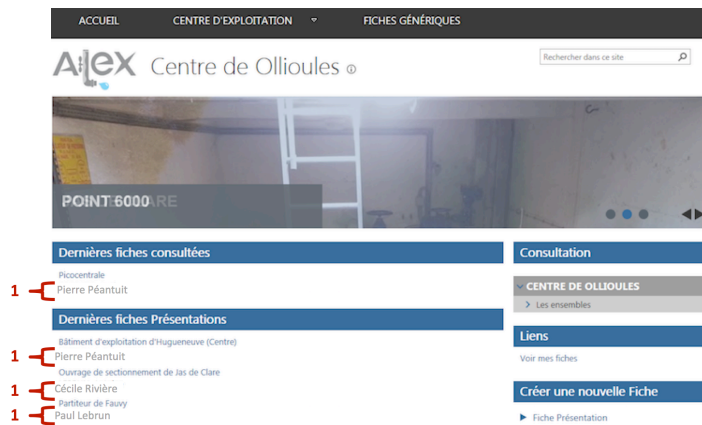 ACCUEIL CENTRE D'EXPLOITATION FICHES GÉNÉRIQUES
Alex Centre de Ollioules
Rechercher dans ce site
POINT 6000
Dernières fiches consultées
Picocentrale
1 Pierre Péantuit
Dernières fiches Présentations
Bâtiment d'exploitation d'Hugueneuve (Centre)
1 Pierre Péantuit
Ouvrage de sectionnement de Jas de Clare
1 Cécile Rivière
Partiteur de Fauvy
1 Paul Lebrun
Consultation
CENTRE DE OLLIOULES
Les ensembles
Liens
Voir mes fiches
Créer une nouvelle Fiche
Fiche Présentation